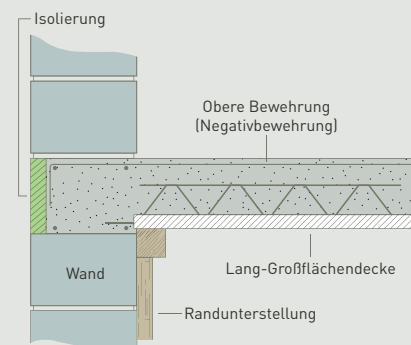 Isolierung
Obere Bewehrung
(Negativbewehrung)
Wand
Lang-Großflächendecke
Randunterstellung